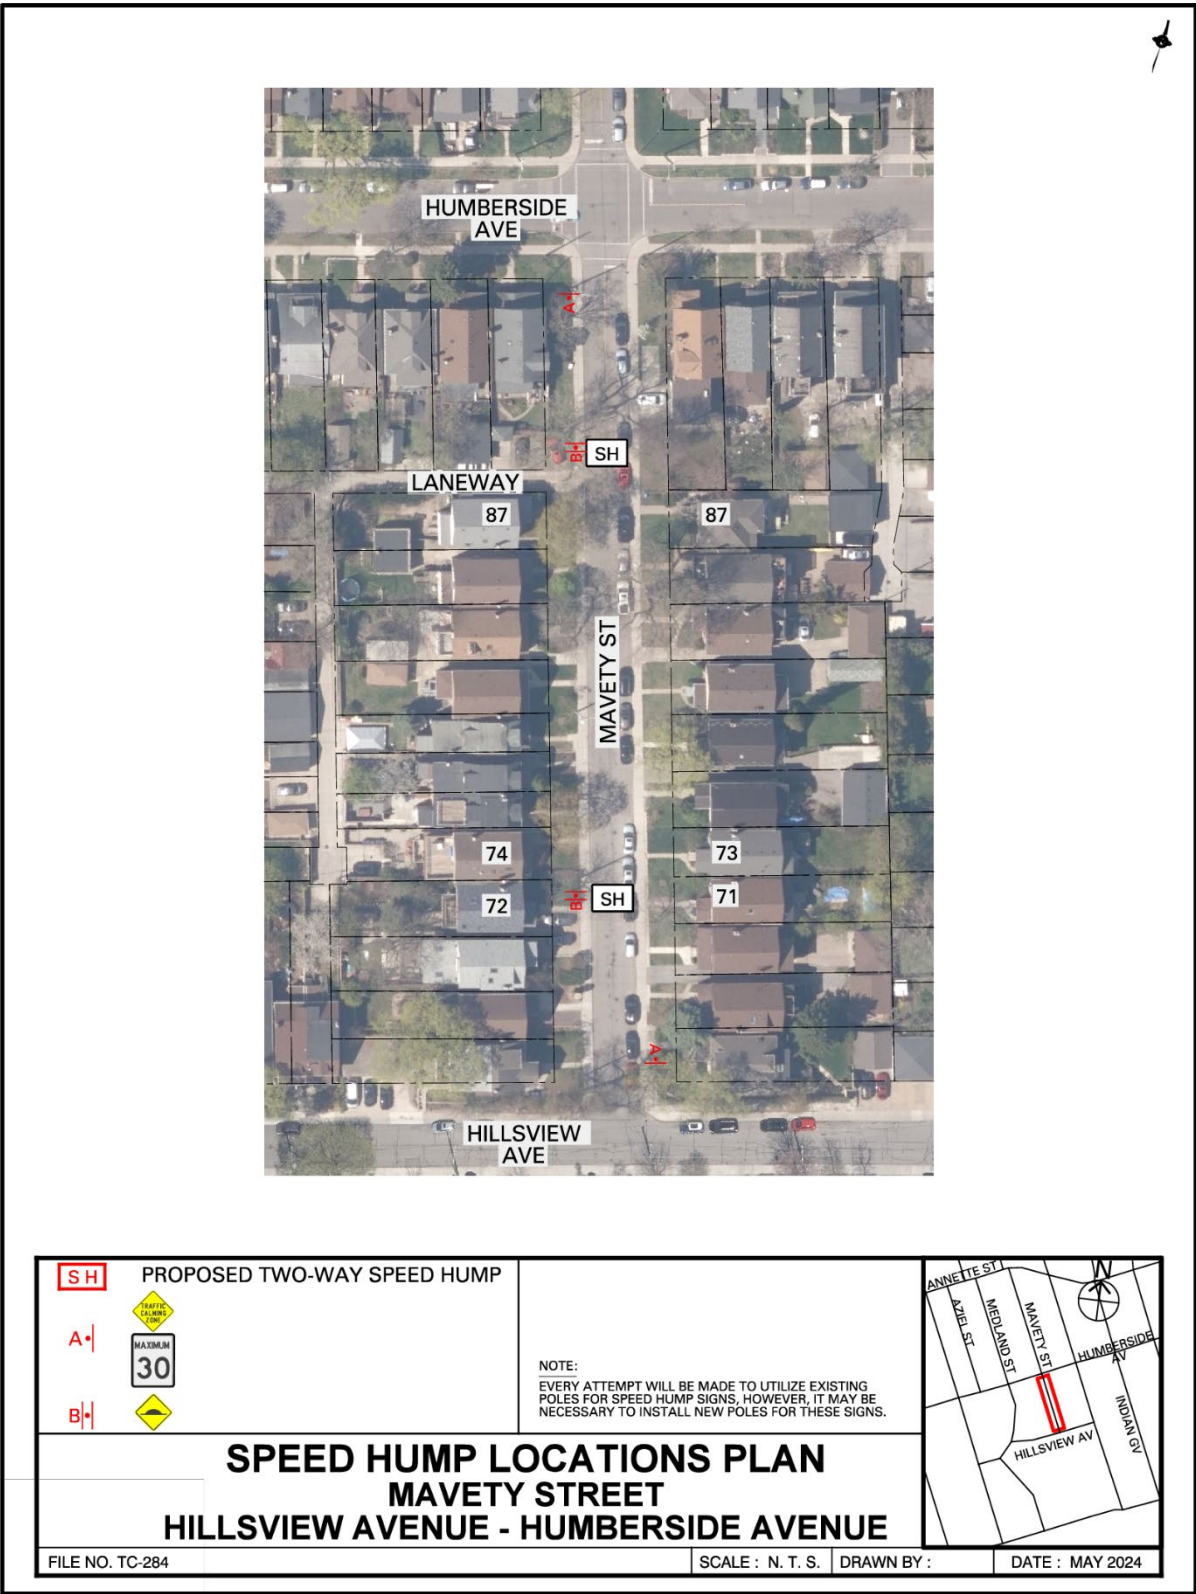 HUMBERSIDE
AVE
A
B
SH
LANEWAY
87
87
MAVETY ST
74
73
72
B
SH
71
A
HILLSVIEW
AVE
SH
PROPOSED TWO-WAY SPEED HUMP
A
TRAFFIC
CALMING
ZONE
MAXIMUM
30
B
NOTE:
EVERY ATTEMPT WILL BE MADE TO UTILIZE EXISTING
POLES FOR SPEED HUMP SIGNS, HOWEVER, IT MAY BE
NECESSARY TO INSTALL NEW POLES FOR THESE SIGNS.
ANNETTE ST
AZIEL ST
MEDLAND ST
MAVETY ST
N
HUMBERSIDE
AV
INDIAN GV
HILLSVIEW AV
SPEED HUMP LOCATIONS PLAN
MAVETY STREET
HILLSVIEW AVENUE - HUMBERSIDE AVENUE
FILE NO. TC-284
SCALE : N. T. S.
DRAWN BY :
DATE : MAY 2024